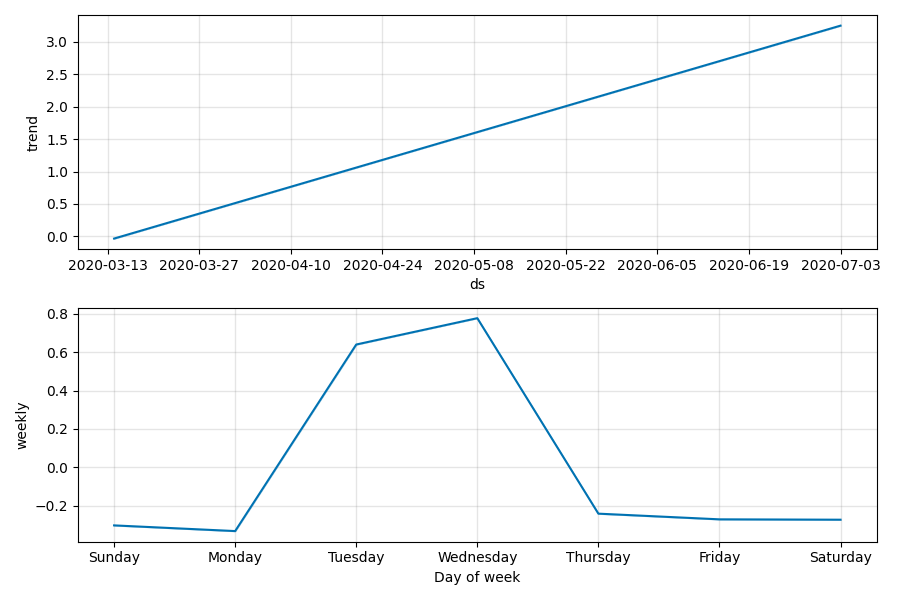 3.0
2.5
2.0
1.5
1.0
0.5
0.0
trend
2020-03-13 2020-03-27 2020-04-10 2020-04-24 2020-05-08 2020-05-22 2020-06-05 2020-06-19 2020-07-03
ds
0.8
0.6
0.4
0.2
0.0
−0.2
weekly
Sunday Monday Tuesday Wednesday Thursday Friday Saturday
Day of week